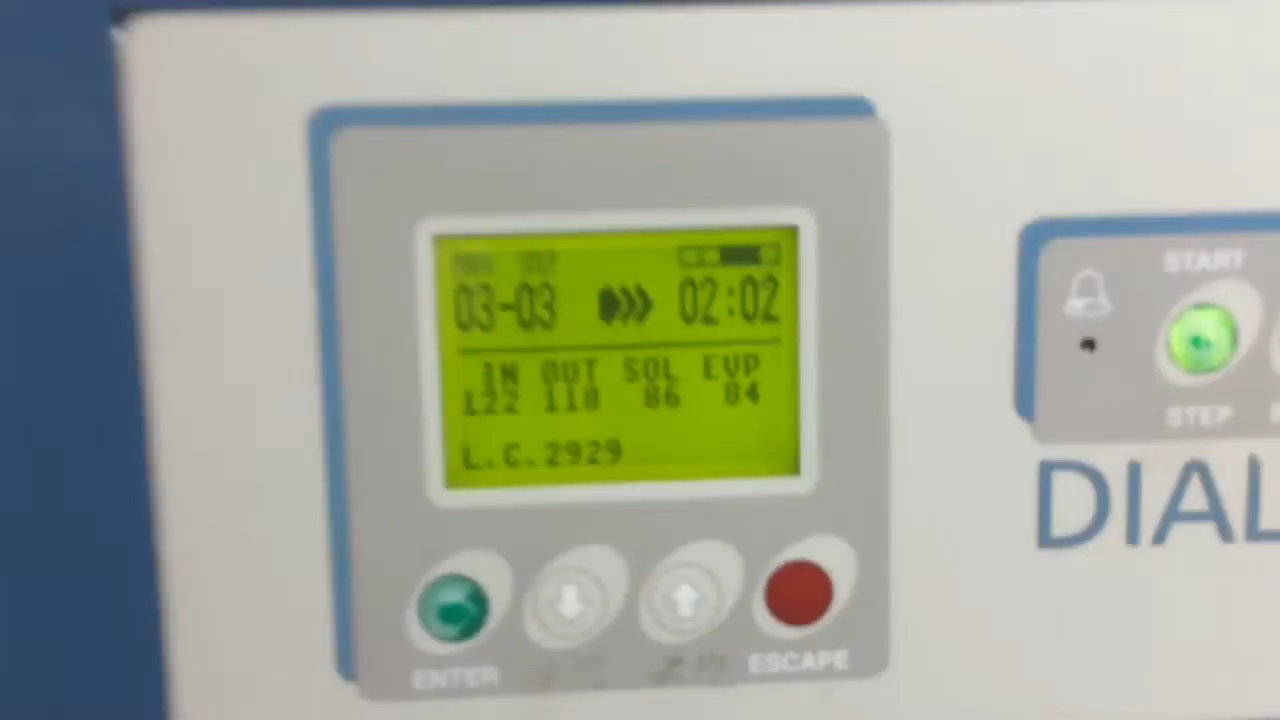 03-03 02:02
IN OUT SOL EVP
122 118 86 84
L.C.2929
ENTER
ESCAPE
START
STEP
DIAL